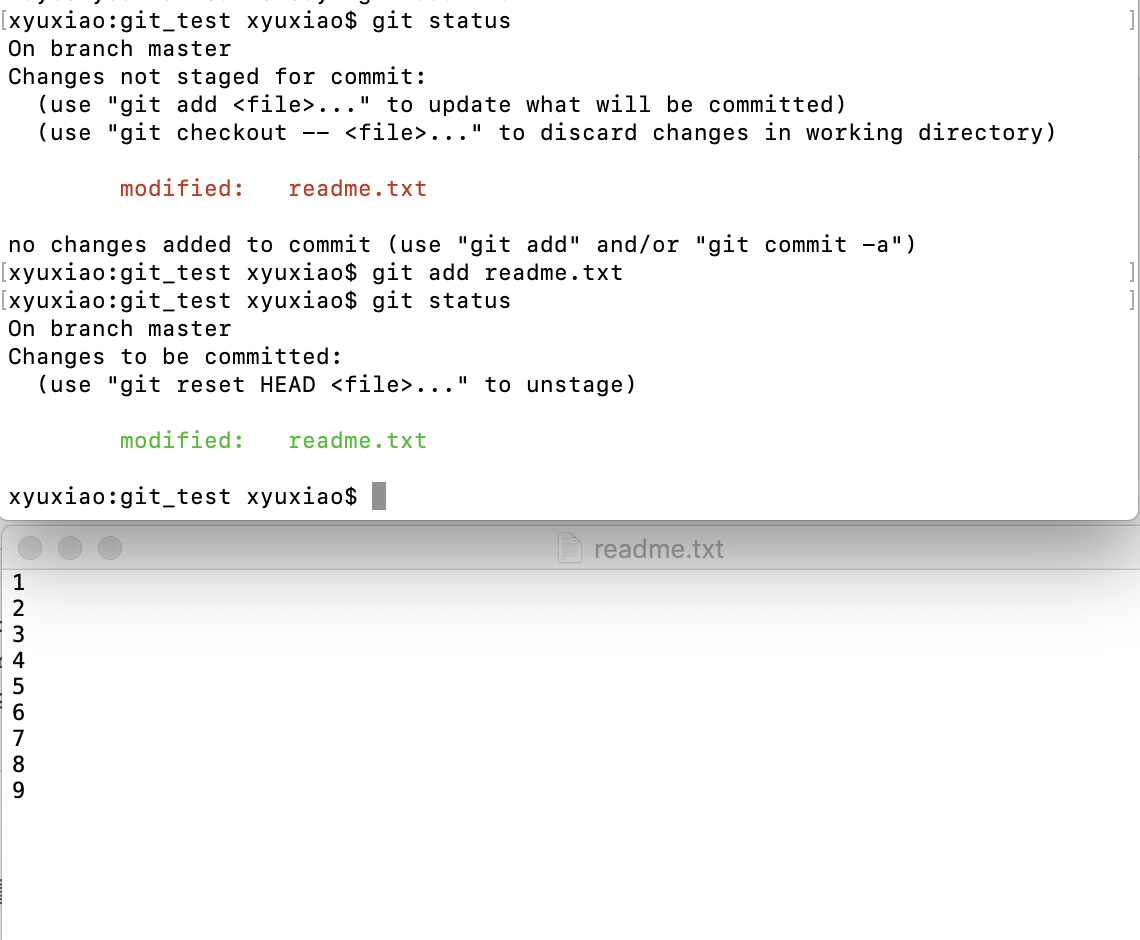 [xyuxiao:git_test xyuxiao$ git status ]
On branch master
Changes not staged for commit:
  (use "git add <file>..." to update what will be committed)
  (use "git checkout -- <file>..." to discard changes in working directory)
        modified:   readme.txt
no changes added to commit (use "git add" and/or "git commit -a")
[xyuxiao:git_test xyuxiao$ git add readme.txt ]
[xyuxiao:git_test xyuxiao$ git status ]
On branch master
Changes to be committed:
  (use "git reset HEAD <file>..." to unstage)
        modified:   readme.txt
xyuxiao:git_test xyuxiao$
readme.txt
1
2
3
4
5
6
7
8
9